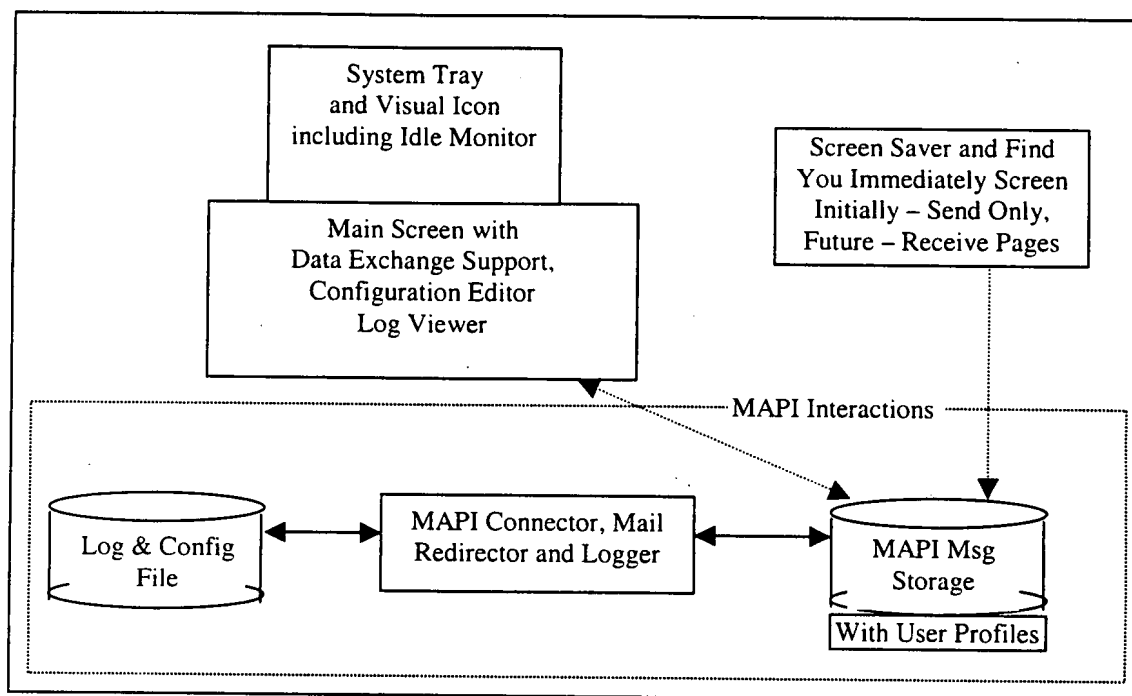 System Tray
and Visual Icon
including Idle Monitor
Screen Saver and Find
You Immediately Screen
Initially – Send Only,
Future – Receive Pages
Main Screen with
Data Exchange Support,
Configuration Editor
Log Viewer
MAPI Interactions
Log & Config
File
MAPI Connector, Mail
Redirector and Logger
MAPI Msg
Storage
With User Profiles